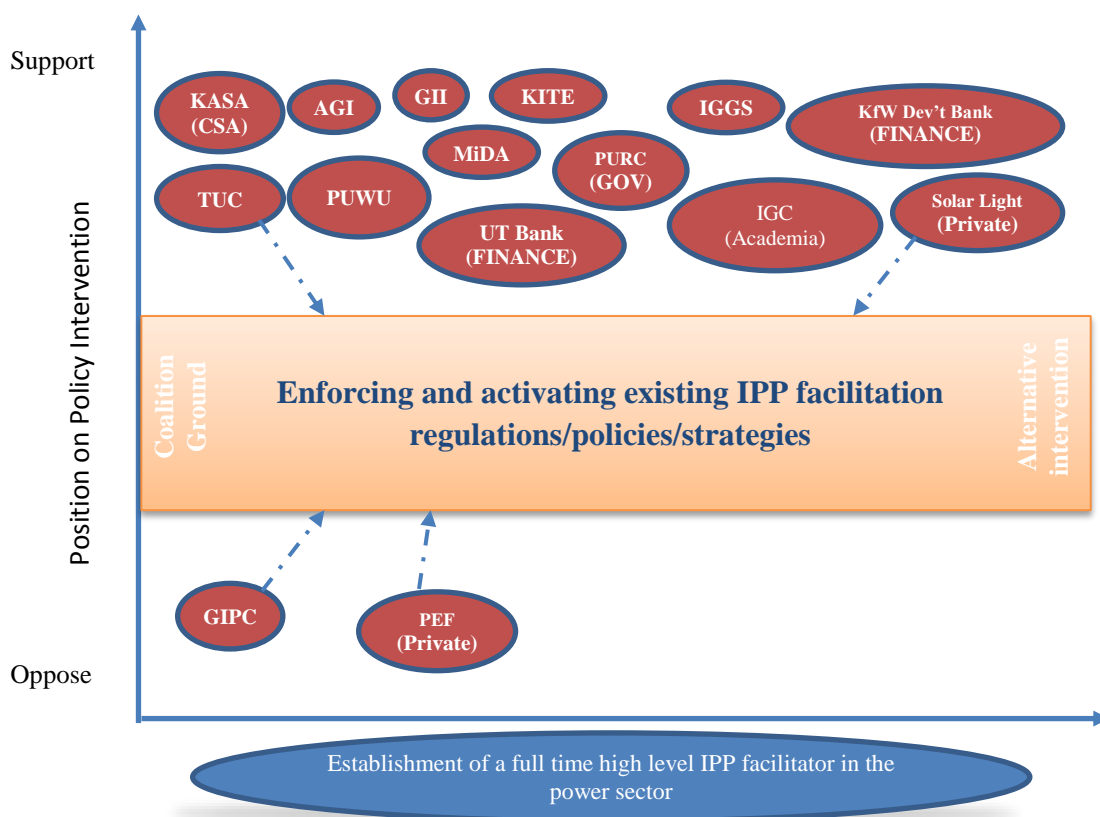 Support
KASA
(CSA)
AGI
GII
KITE
IGGS
KfW Dev't Bank
(FINANCE)
MiDA
PURC
(GOV)
TUC
PUWU
UT Bank
(FINANCE)
IGC
(Academia)
Solar Light
(Private)
Position on Policy Intervention
Coalition
Ground
Enforcing and activating existing IPP facilitation
regulations/policies/strategies
Alternative
intervention
GIPC
PEF
(Private)
Oppose
Establishment of a full time high level IPP facilitator in the
power sector